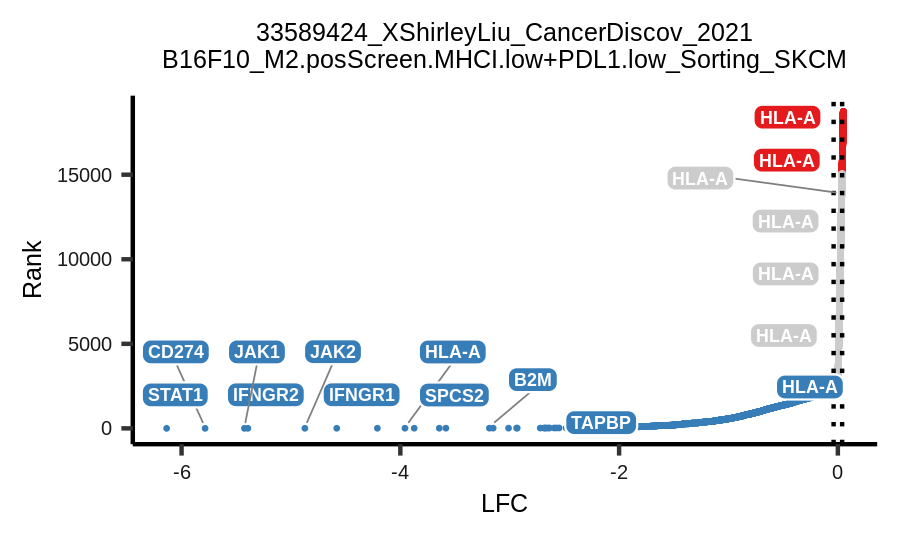 33589424_XShirleyLiu_CancerDiscov_2021
B16F10_M2.posScreen.MHCI.low+PDL1.low_Sorting_SKCM
HLA-A
HLA-A
HLA-A
HLA-A
HLA-A
HLA-A
HLA-A
CD274 JAK1 JAK2 HLA-A
B2M
STAT1 IFNGR2 IFNGR1 SPCS2
TAPBP
Rank
15000
10000
5000
0
-6 -4 -2 0
LFC